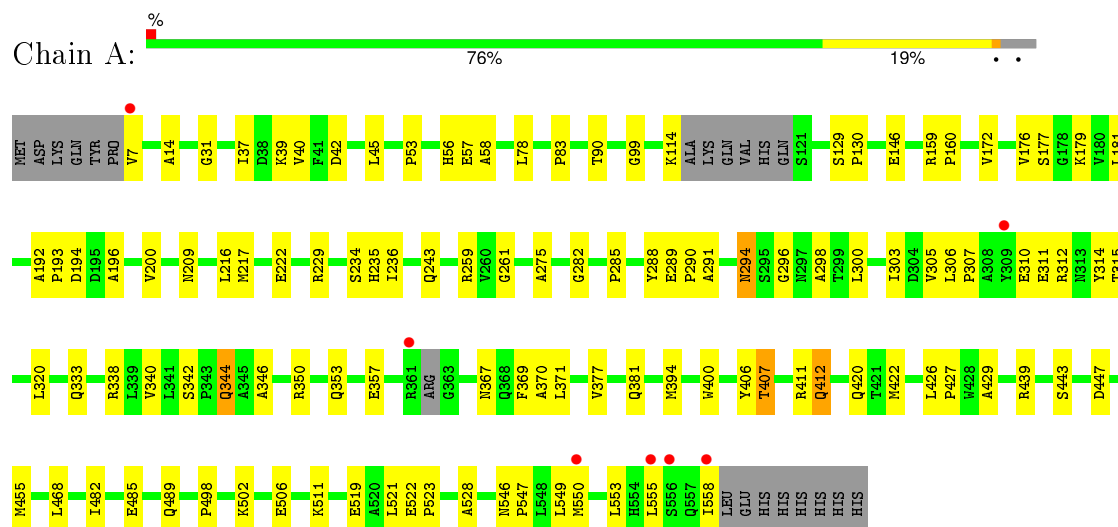 %
Chain A:
76% 19% • •
MET ASP LYS GLN TYR PRO V7 A14 G31 I37 D38 K39 V40 F41 D42 L45 P53 H56 E57 A58 L78 P83 T90 G99 K114 ALA LYS GLN VAL HIS GLN S121 S129 P130 E146 R159 P160 V172 V176 S177 G178 K179 V180 L181
A192 P193 D194 D195 A196 V200 N209 L216 M217 E222 R229 S234 H235 I236 Q243 R259 V260 G261 A275 G282 P285 Y288 E289 P290 A291 N294 S295 G296 N297 A298 T299 L300 I303 D304 V305 L306 P307 A308 Y309 E310 E311 R312 N313 Y314 T315
L320 Q333 R338 L339 V340 L341 S342 P343 Q344 A345 A346 R350 Q353 E357 R361 ARG G363 N367 Q368 F369 A370 L371 V377 Q381 M394 W400 Y406 T407 R411 Q412 Q420 T421 M422 L426 P427 W428 A429 R439 S443 D447
M455 L468 I482 E485 Q489 P498 K502 E506 K511 E519 A520 L521 E522 P523 A528 N546 P547 L548 L549 M550 L553 H554 L555 S556 Q557 I558 LEU GLU HIS HIS HIS HIS HIS HIS